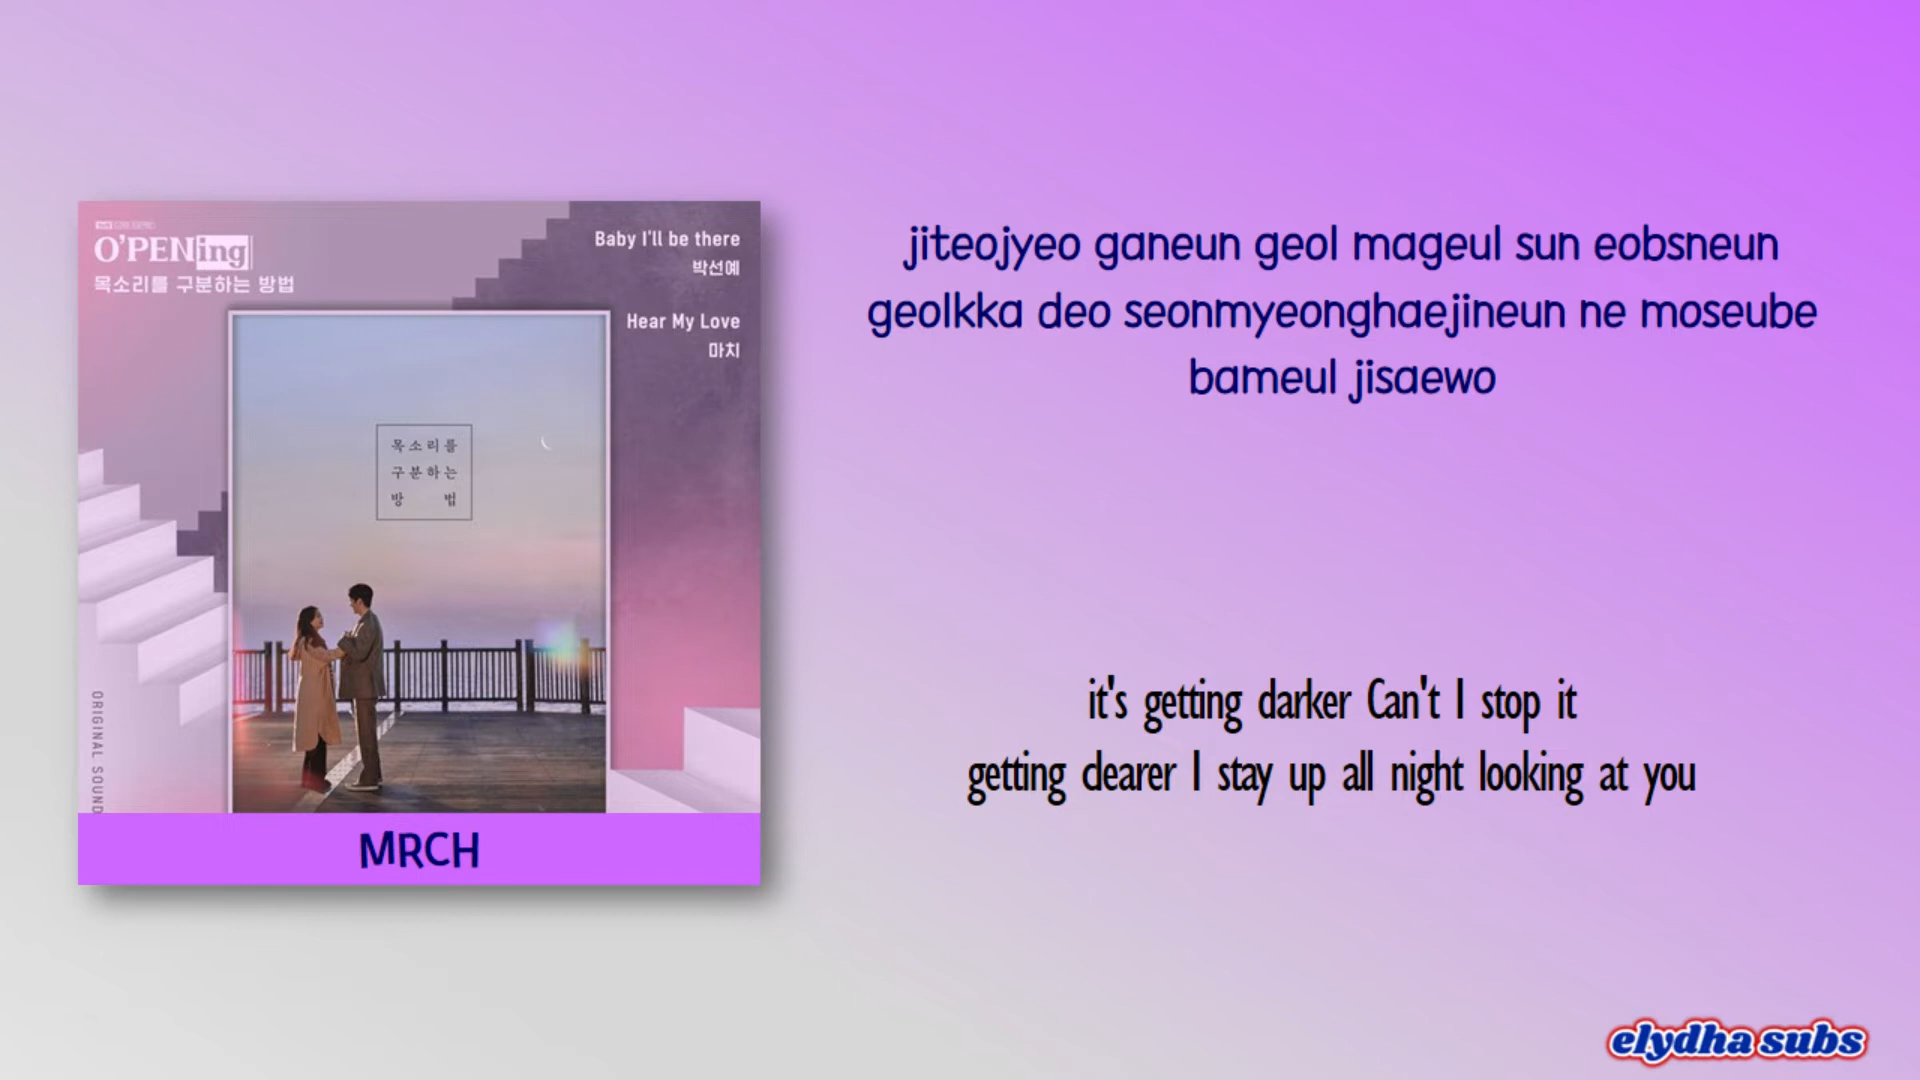 O'PENing
목소리를 구분하는 방법
Baby I'll be there
박선예
Hear My Love
마치
목소리를
구분하는
방 법
ORIGINAL SOUND
MRCH
jiteojyeo ganeun geol mageul sun eobsneun
geolkka deo seonmyeonghaejineun ne moseube
bameul jisaewo
it's getting darker Can't I stop it
getting dearer I stay up all night looking at you
elydha subs